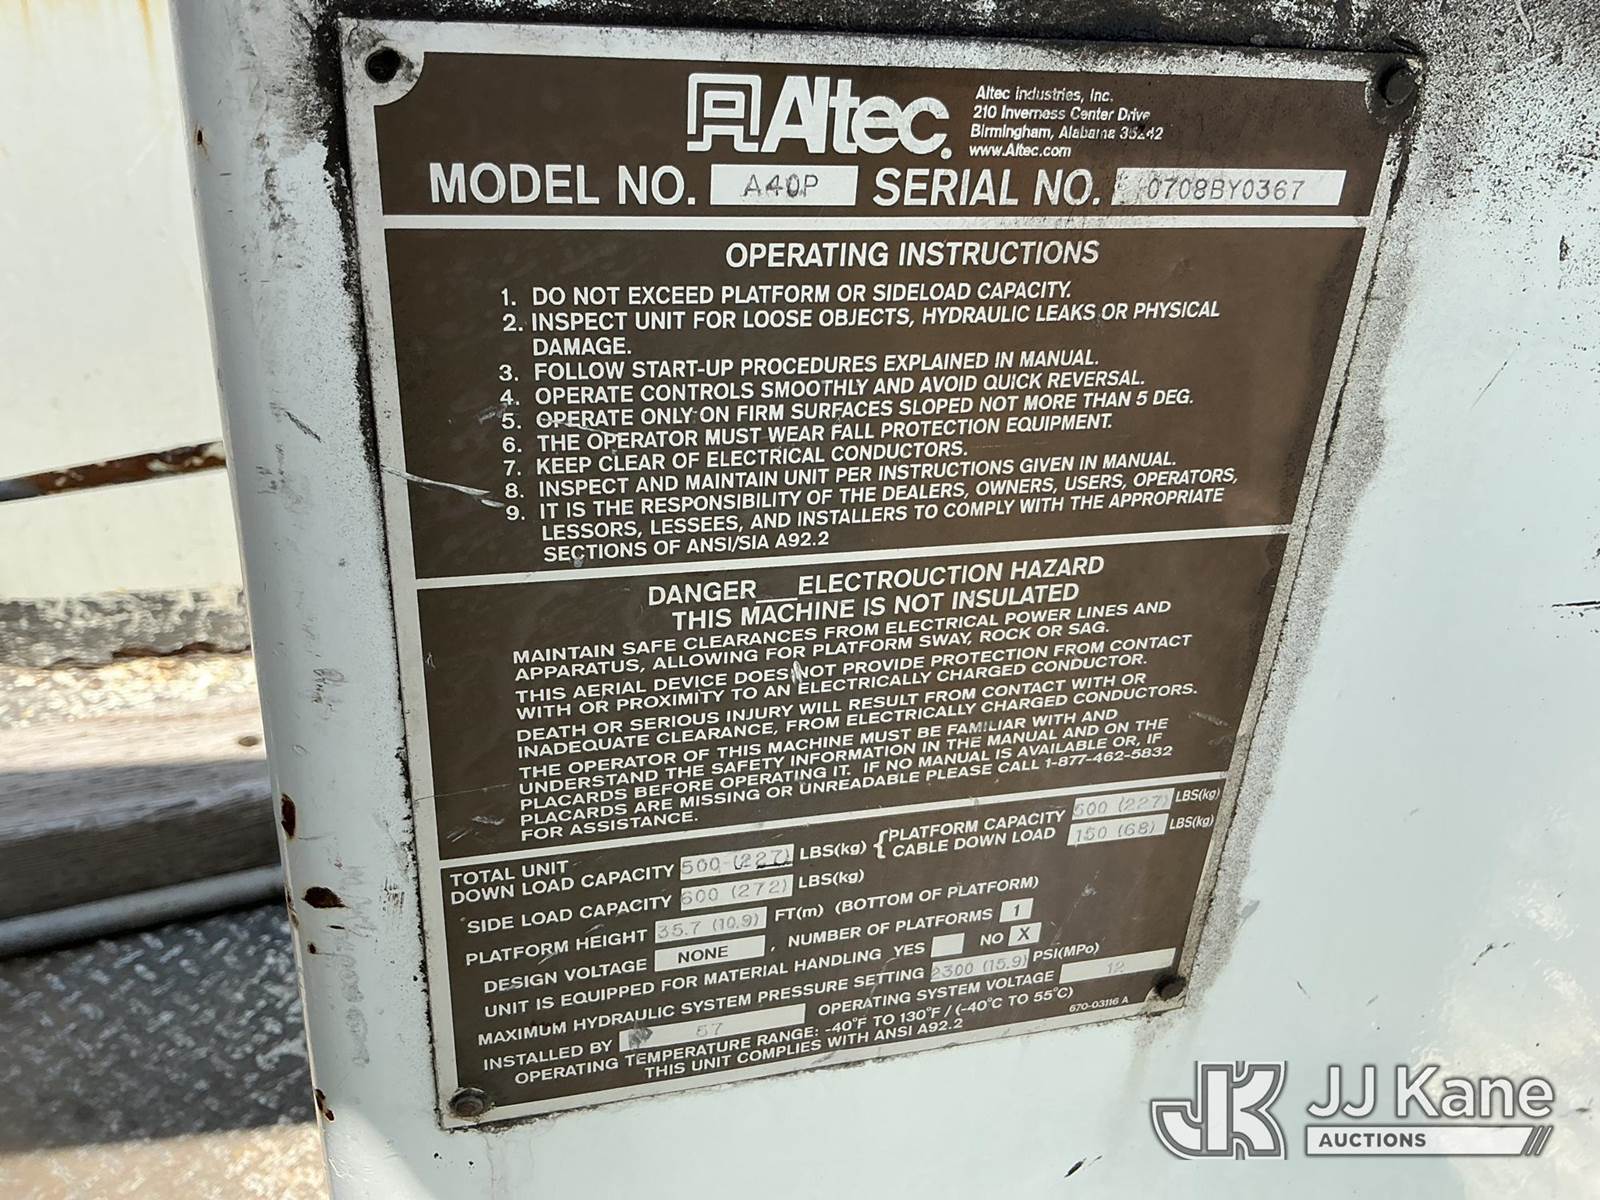 Altec
Altec Industries, Inc.
210 Inverness Center Drive
Birmingham, Alabama 35242
www.Altec.com
MODEL NO. A40P SERIAL NO. 0708BY0367
OPERATING INSTRUCTIONS
1. DO NOT EXCEED PLATFORM OR SIDELOAD CAPACITY.
2. INSPECT UNIT FOR LOOSE OBJECTS, HYDRAULIC LEAKS OR PHYSICAL
DAMAGE.
3. FOLLOW START-UP PROCEDURES EXPLAINED IN MANUAL.
4. OPERATE CONTROLS SMOOTHLY AND AVOID QUICK REVERSAL.
5. OPERATE ONLY ON FIRM SURFACES SLOPED NOT MORE THAN 5 DEG.
6. THE OPERATOR MUST WEAR FALL PROTECTION EQUIPMENT.
7. KEEP CLEAR OF ELECTRICAL CONDUCTORS.
8. INSPECT AND MAINTAIN UNIT PER INSTRUCTIONS GIVEN IN MANUAL.
9. IT IS THE RESPONSIBILITY OF THE DEALERS, OWNERS, USERS, OPERATORS,
LESSORS, LESSEES, AND INSTALLERS TO COMPLY WITH THE APPROPRIATE
SECTIONS OF ANSI/SIA A92.2
DANGER___ELECTROUCTION HAZARD
THIS MACHINE IS NOT INSULATED
MAINTAIN SAFE CLEARANCES FROM ELECTRICAL POWER LINES AND
APPARATUS, ALLOWING FOR PLATFORM SWAY, ROCK OR SAG.
THIS AERIAL DEVICE DOES NOT PROVIDE PROTECTION FROM CONTACT
WITH OR PROXIMITY TO AN ELECTRICALLY CHARGED CONDUCTOR.
DEATH OR SERIOUS INJURY WILL RESULT FROM CONTACT WITH OR
INADEQUATE CLEARANCE, FROM ELECTRICALLY CHARGED CONDUCTORS.
THE OPERATOR OF THIS MACHINE MUST BE FAMILIAR WITH AND
UNDERSTAND THE SAFETY INFORMATION IN THE MANUAL AND ON THE
PLACARDS BEFORE OPERATING IT. IF NO MANUAL IS AVAILABLE OR, IF
PLACARDS ARE MISSING OR UNREADABLE PLEASE CALL 1-877-462-5832
FOR ASSISTANCE.
TOTAL UNIT
DOWN LOAD CAPACITY 500 (227) LBS(kg) { PLATFORM CAPACITY 500 (227) LBS(kg)
CABLE DOWN LOAD 150 (68) LBS(kg)
SIDE LOAD CAPACITY 600 (272) LBS(kg)
PLATFORM HEIGHT 35.7 (10.9) FT(m) (BOTTOM OF PLATFORM)
DESIGN VOLTAGE NONE , NUMBER OF PLATFORMS 1
UNIT IS EQUIPPED FOR MATERIAL HANDLING YES NO X
MAXIMUM HYDRAULIC SYSTEM PRESSURE SETTING 2300 (15.9) PSI(MPo)
INSTALLED BY 57 OPERATING SYSTEM VOLTAGE 12
OPERATING TEMPERATURE RANGE: -40°F TO 130°F / (-40°C TO 55°C)
THIS UNIT COMPLIES WITH ANSI A92.2
670-03116 A
JK JJ Kane
AUCTIONS